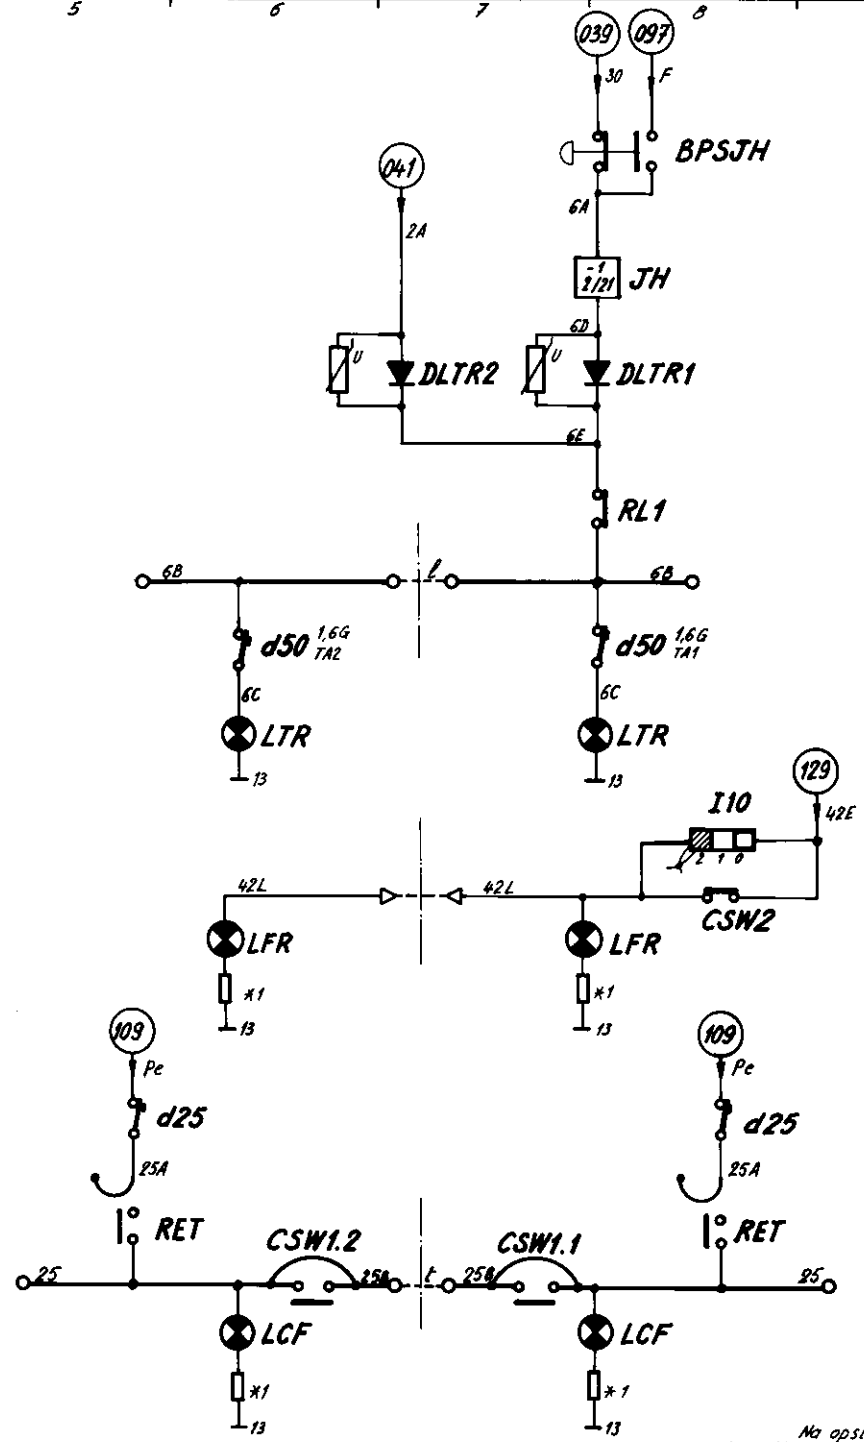 5 6 7 8
039 097
30 F
BPSJH
041
6A
2A
-1
2/21
JH
6D
U DLTR2 U DLTR1
6E
RL1
6B l 6B
d50 1,6G
TA2
d50 1,6G
TA1
6C 6C
LTR LTR
13 13
129
I10
42E
2 1 0
42L 42L
CSW2
LFR LFR
*1 *1
13 13
109 109
Pe Pe
d25 d25
25A 25A
RET RET
CSW1.2 CSW1.1
25 25B t 25B 25
LCF LCF
*1 *1
13 13